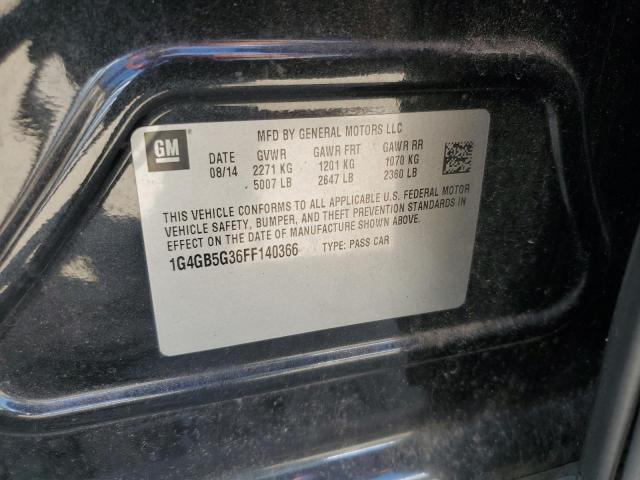 GM
MFD BY GENERAL MOTORS LLC
DATE GVWR GAWR FRT GAWR RR
08/14 2271 KG 1201 KG 1070 KG
5007 LB 2647 LB 2360 LB
THIS VEHICLE CONFORMS TO ALL APPLICABLE U.S. FEDERAL MOTOR
VEHICLE SAFETY, BUMPER, AND THEFT PREVENTION STANDARDS IN
EFFECT ON THE DATE OF MANUFACTURE SHOWN ABOVE.
1G4GB5G36FF140366 TYPE: PASS CAR